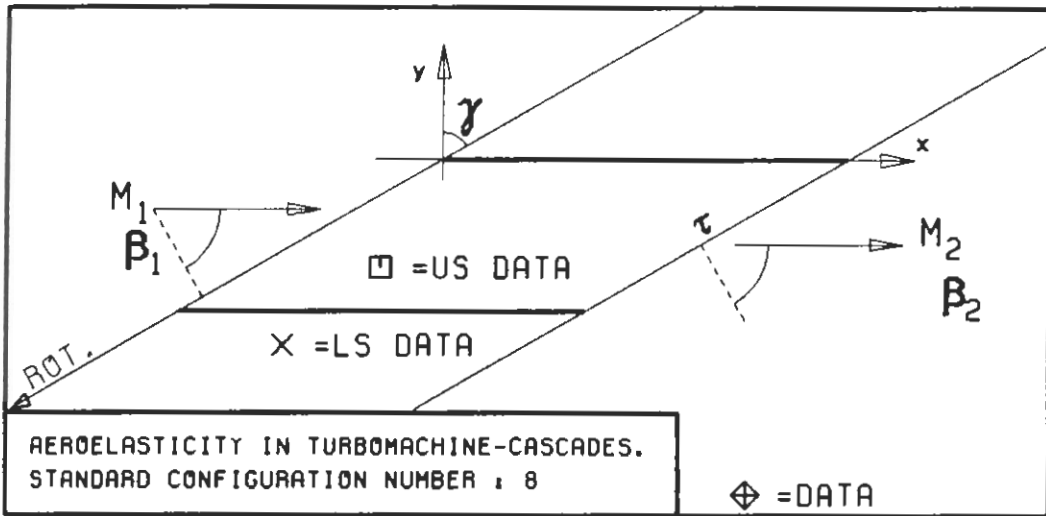 y
γ
x
M1
β1
τ
M2
β2
⊓ =US DATA
× =LS DATA
ROT.
AEROELASTICITY IN TURBOMACHINE-CASCADES.
STANDARD CONFIGURATION NUMBER : 8
⌖ =DATA